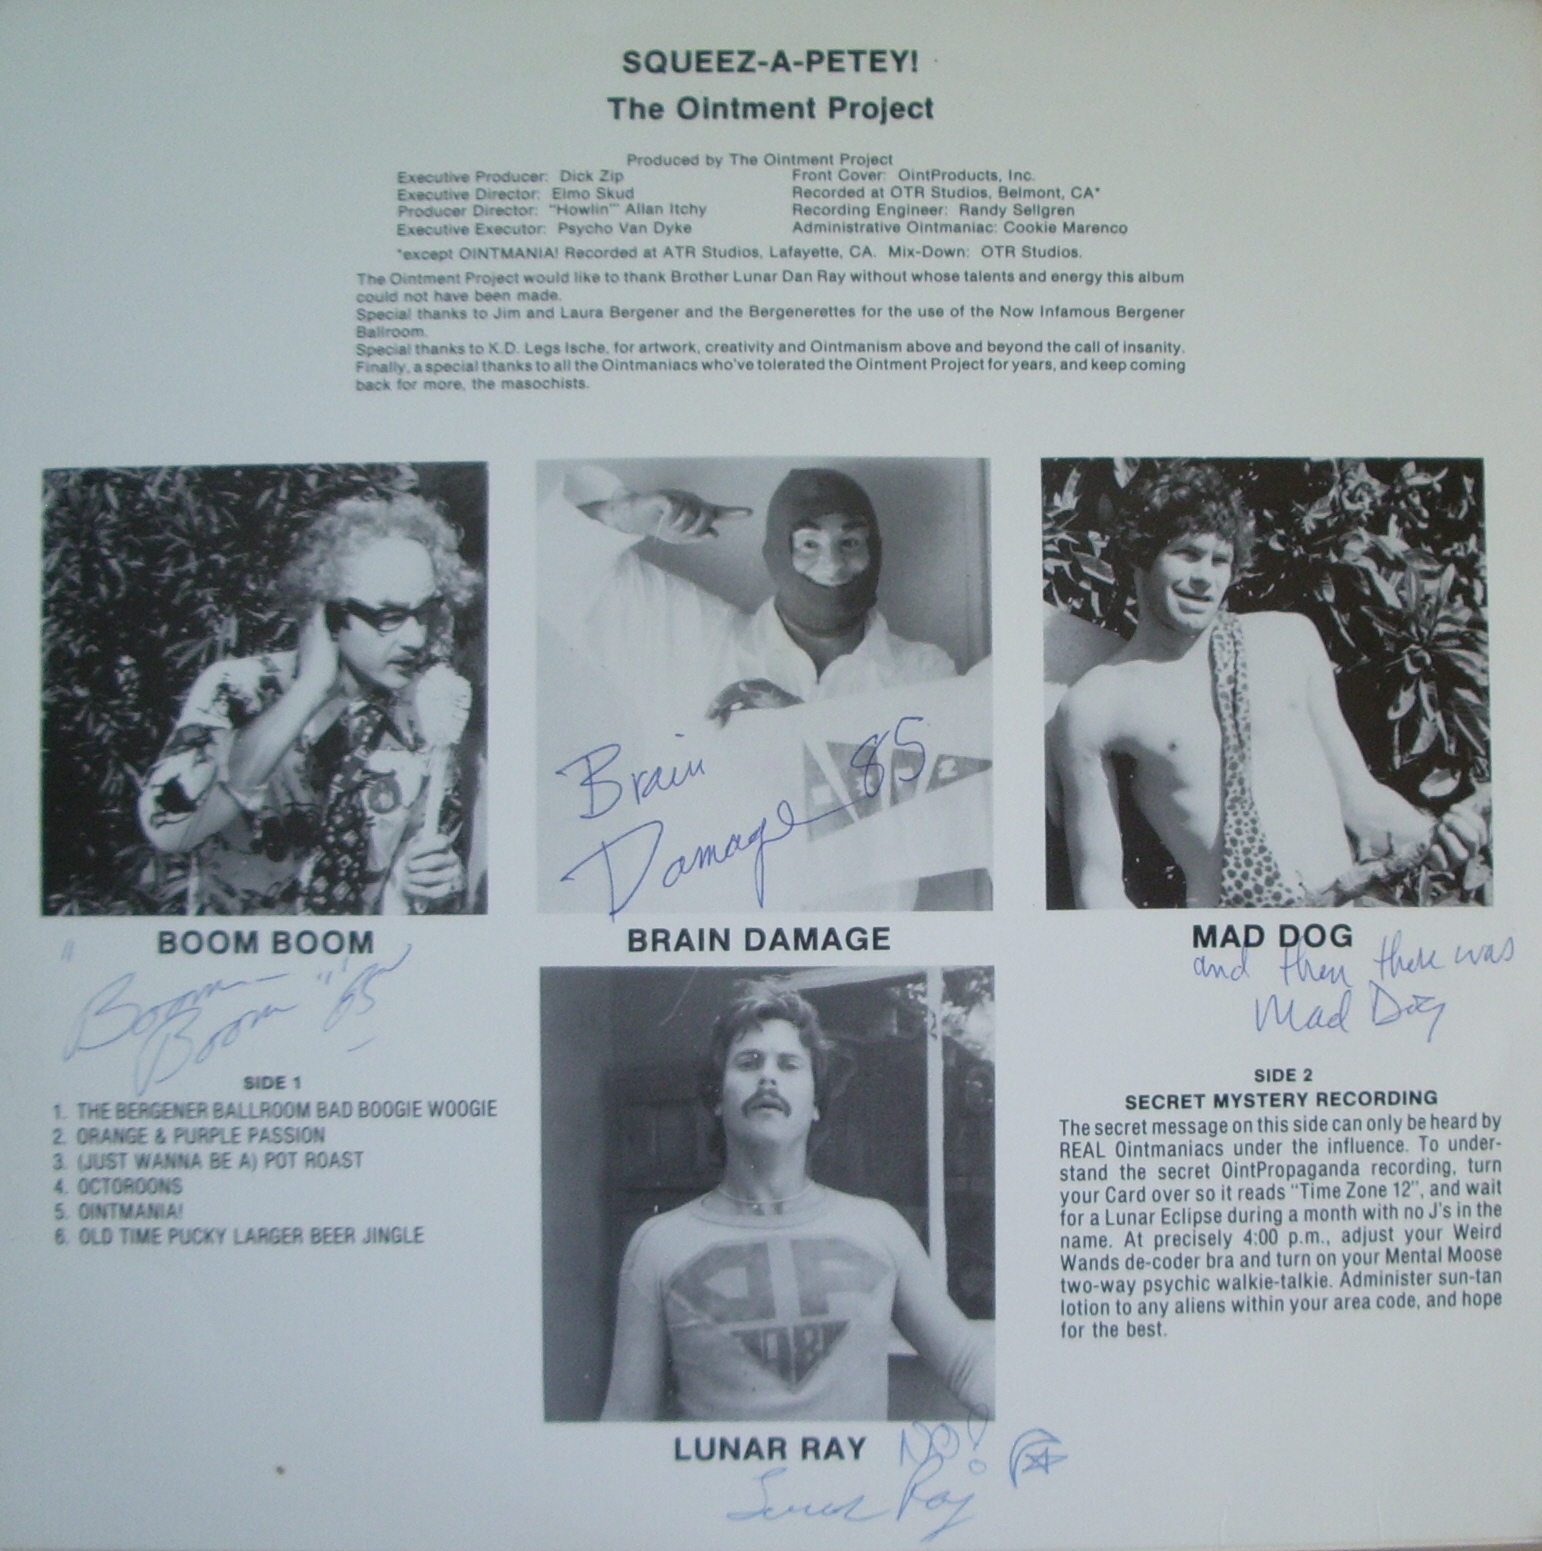 SQUEEZ-A-PETEY!
The Ointment Project
Produced by The Ointment Project
Executive Producer: Dick Zip
Executive Director: Elmo Skud
Producer Director: "Howlin'" Allan Itchy
Executive Executor: Psycho Van Dyke
Front Cover: OintProducts, Inc.
Recorded at OTR Studios, Belmont, CA*
Recording Engineer: Randy Sellgren
Administrative Ointmaniac: Cookie Marenco
*except OINTMANIA! Recorded at ATR Studios, Lafayette, CA. Mix-Down: OTR Studios.
The Ointment Project would like to thank Brother Lunar Dan Ray without whose talents and energy this album
could not have been made.
Special thanks to Jim and Laura Bergener and the Bergenerettes for the use of the Now Infamous Bergener
Ballroom.
Special thanks to K.D. Legs Ische, for artwork, creativity and Ointmanism above and beyond the call of insanity.
Finally, a special thanks to all the Ointmaniacs who've tolerated the Ointment Project for years, and keep coming
back for more, the masochists.
Brain 85
Damage
BOOM BOOM
BRAIN DAMAGE
MAD DOG
Boom
Boom "85
and then there was
Mad Dog
SIDE 1
1. THE BERGENER BALLROOM BAD BOOGIE WOOGIE
2. ORANGE & PURPLE PASSION
3. (JUST WANNA BE A) POT ROAST
4. OCTOROONS
5. OINTMANIA!
6. OLD TIME PUCKY LARGER BEER JINGLE
SIDE 2
SECRET MYSTERY RECORDING
The secret message on this side can only be heard by
REAL Ointmaniacs under the influence. To under-
stand the secret OintPropaganda recording, turn
your Card over so it reads "Time Zone 12", and wait
for a Lunar Eclipse during a month with no J's in the
name. At precisely 4:00 p.m., adjust your Weird
Wands de-coder bra and turn on your Mental Moose
two-way psychic walkie-talkie. Administer sun-tan
lotion to any aliens within your area code, and hope
for the best.
LUNAR RAY
NO!
Lunar Ray